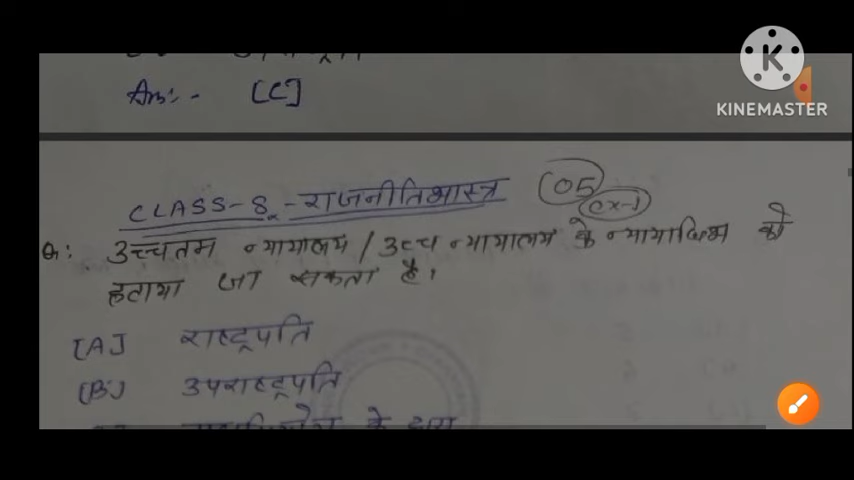 Ans:- [C]
KINEMASTER
CLASS-8 - राजनीतिशास्त्र (05) (ex-1)
Q: उच्चतम न्यायालय / उच्च न्यायालय के न्यायाधिश को
हटाया जा सकता है।
[A] राष्ट्रपति
[B] उपराष्ट्रपति
के द्वारा